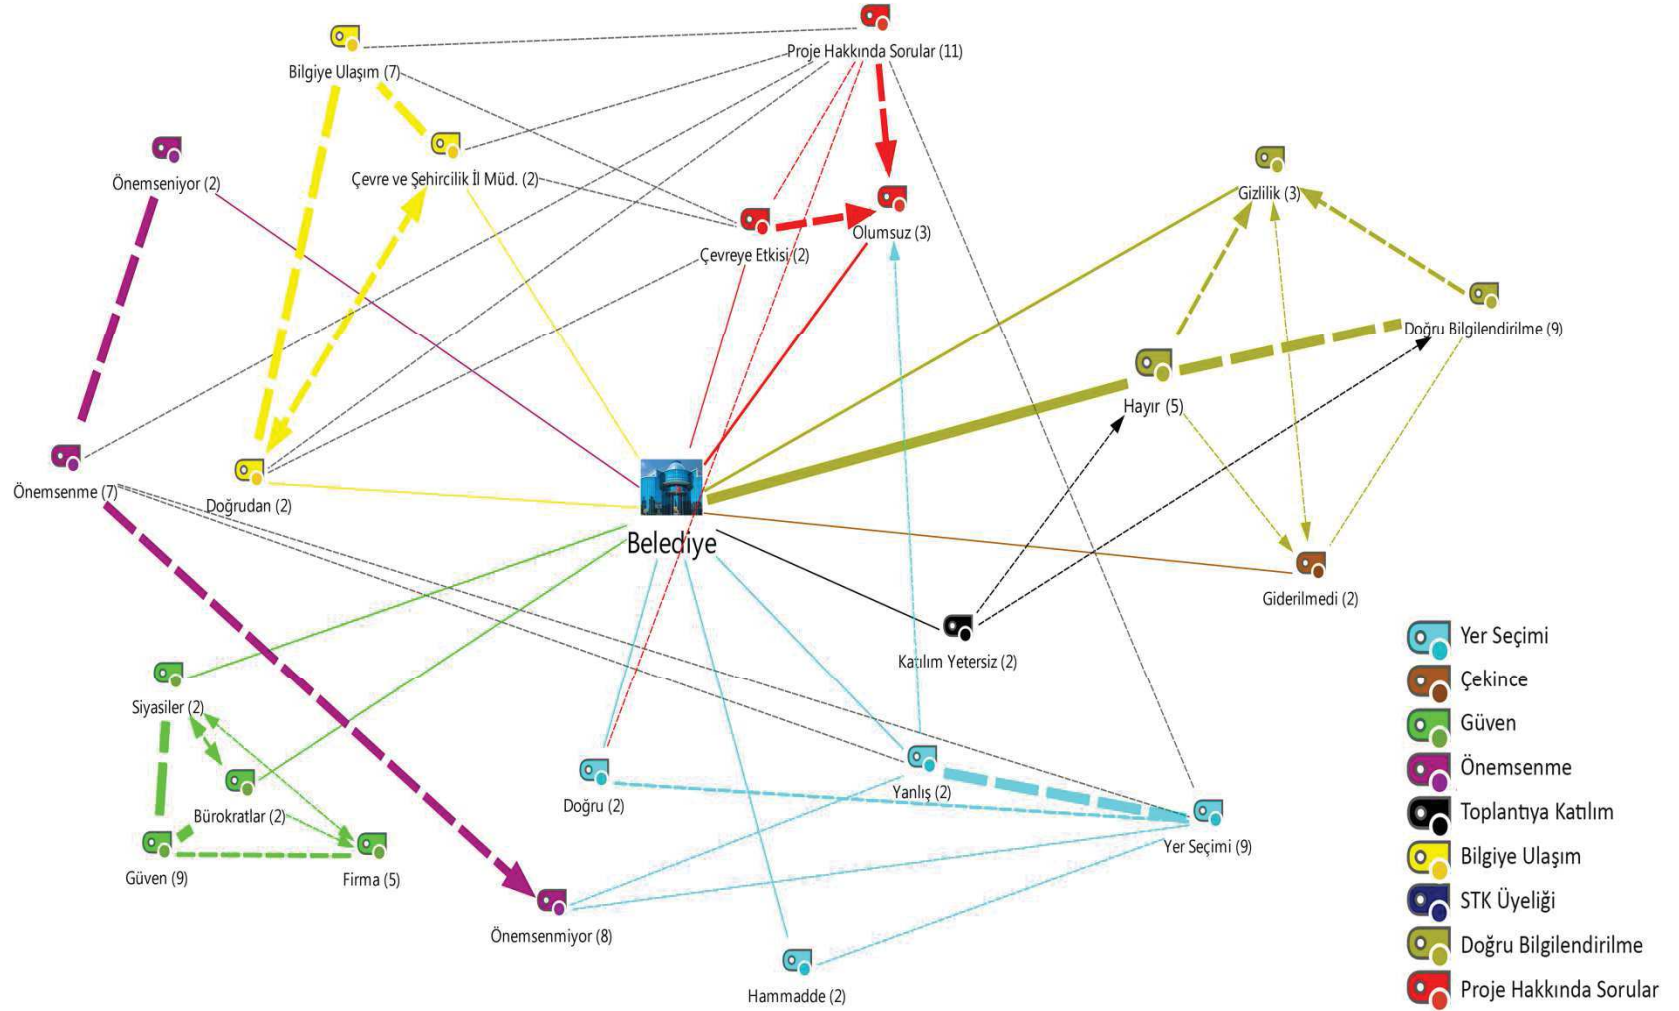 Proje Hakkında Sorular (11)
Bilgiye Ulaşım (7)
Önemseniyor (2)
Çevre ve Şehircilik İl Müd. (2)
Gizlilik (3)
Olumsuz (3)
Çevreye Etkisi (2)
Doğru Bilgilendirilme (9)
Hayır (5)
Önemsenme (7)
Doğrudan (2)
Belediye
Giderilmedi (2)
Katılım Yetersiz (2)
Siyasiler (2)
Bürokratlar (2)
Doğru (2)
Yanlış (2)
Yer Seçimi (9)
Güven (9)
Firma (5)
Önemsenmiyor (8)
Hammadde (2)
Yer Seçimi
Çekince
Güven
Önemsenme
Toplantıya Katılım
Bilgiye Ulaşım
STK Üyeliği
Doğru Bilgilendirilme
Proje Hakkında Sorular